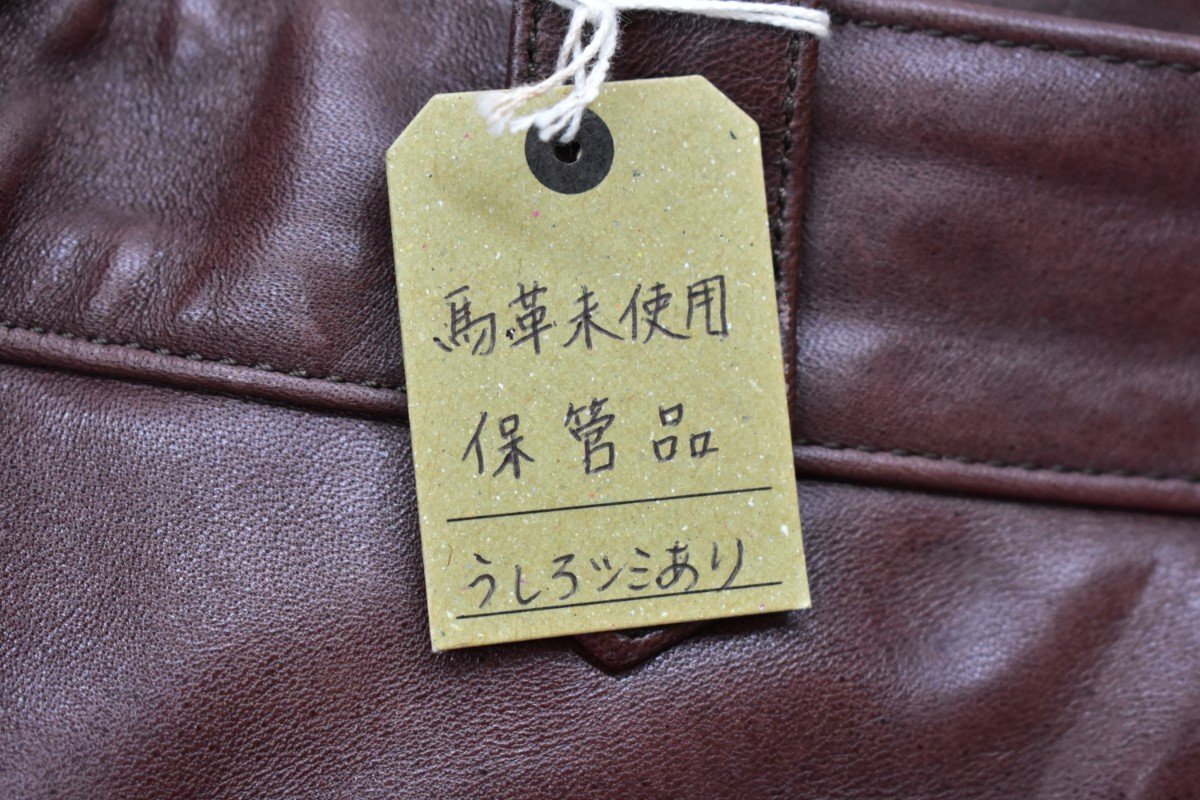 馬革未使用
保管品
うしろツミあり